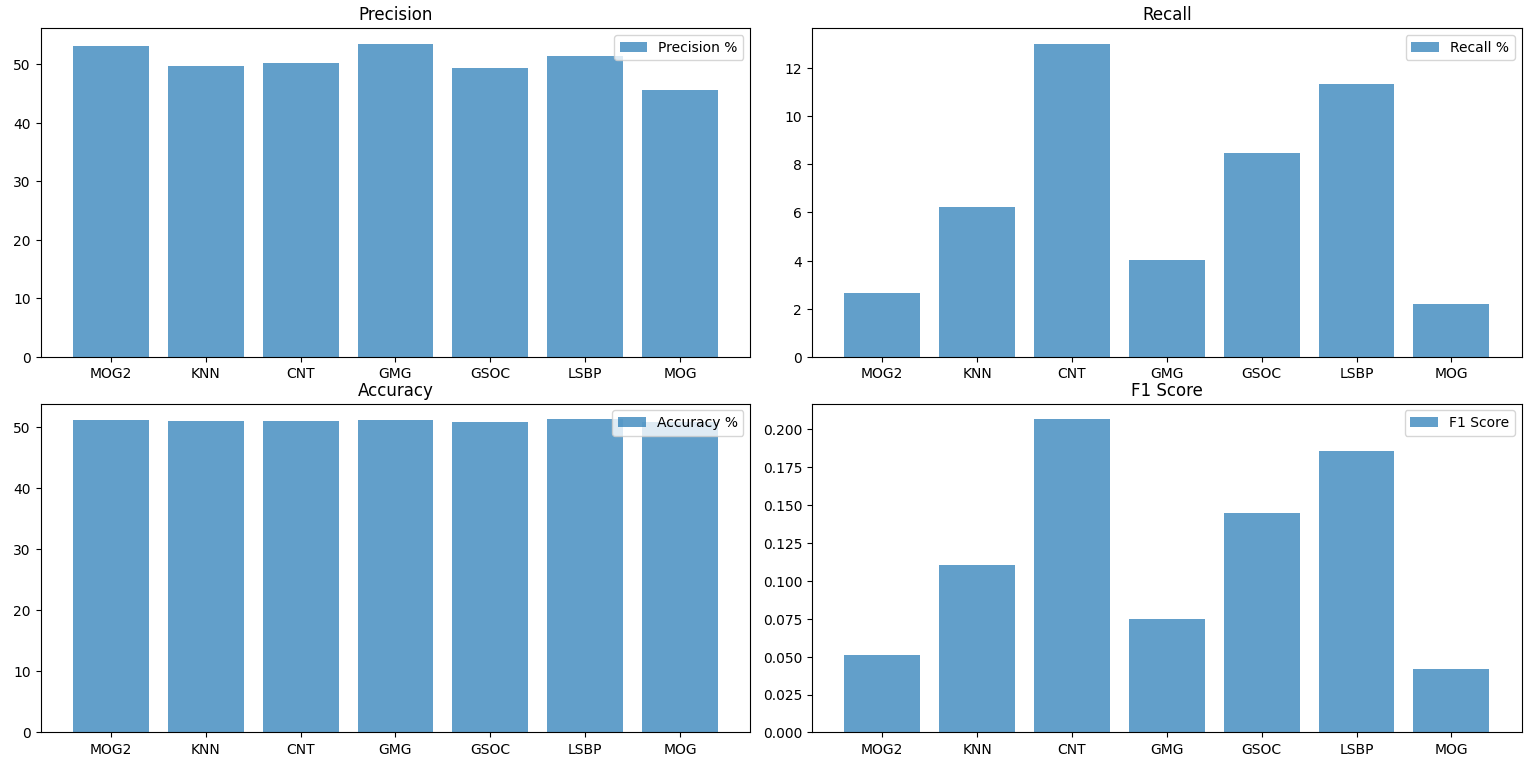 Precision
Precision %
50
40
30
20
10
0
MOG2 KNN CNT GMG GSOC LSBP MOG
Recall
Recall %
12
10
8
6
4
2
0
MOG2 KNN CNT GMG GSOC LSBP MOG
Accuracy
Accuracy %
50
40
30
20
10
0
MOG2 KNN CNT GMG GSOC LSBP MOG
F1 Score
F1 Score
0.200
0.175
0.150
0.125
0.100
0.075
0.050
0.025
0.000
MOG2 KNN CNT GMG GSOC LSBP MOG